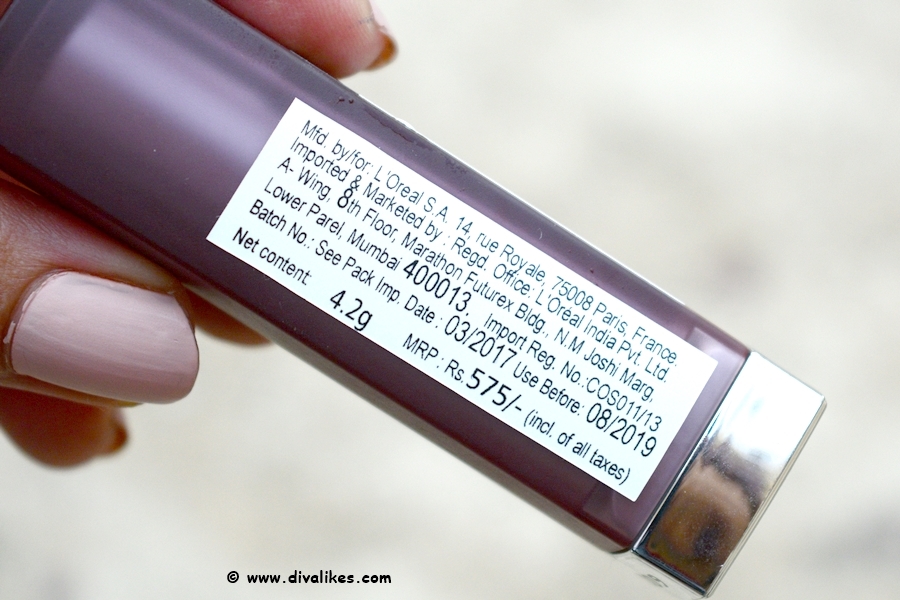 Mfd. by/for: L'Oreal S.A. 14, rue Royale, 75008 Paris, France
Imported & Marketed by : Regd. Office: L'Oréal India Pvt. Ltd.
A- Wing, 8th Floor, Marathon Futurex Bldg., N.M Joshi Marg.
Lower Parel, Mumbai 400013, Import Reg. No.:COS011/13
Batch No.: See Pack Imp. Date : 03/2017 Use Before: 08/2019
Net content: 4.2g MRP : Rs.575/- (incl. of all taxes)
© www.divalikes.com